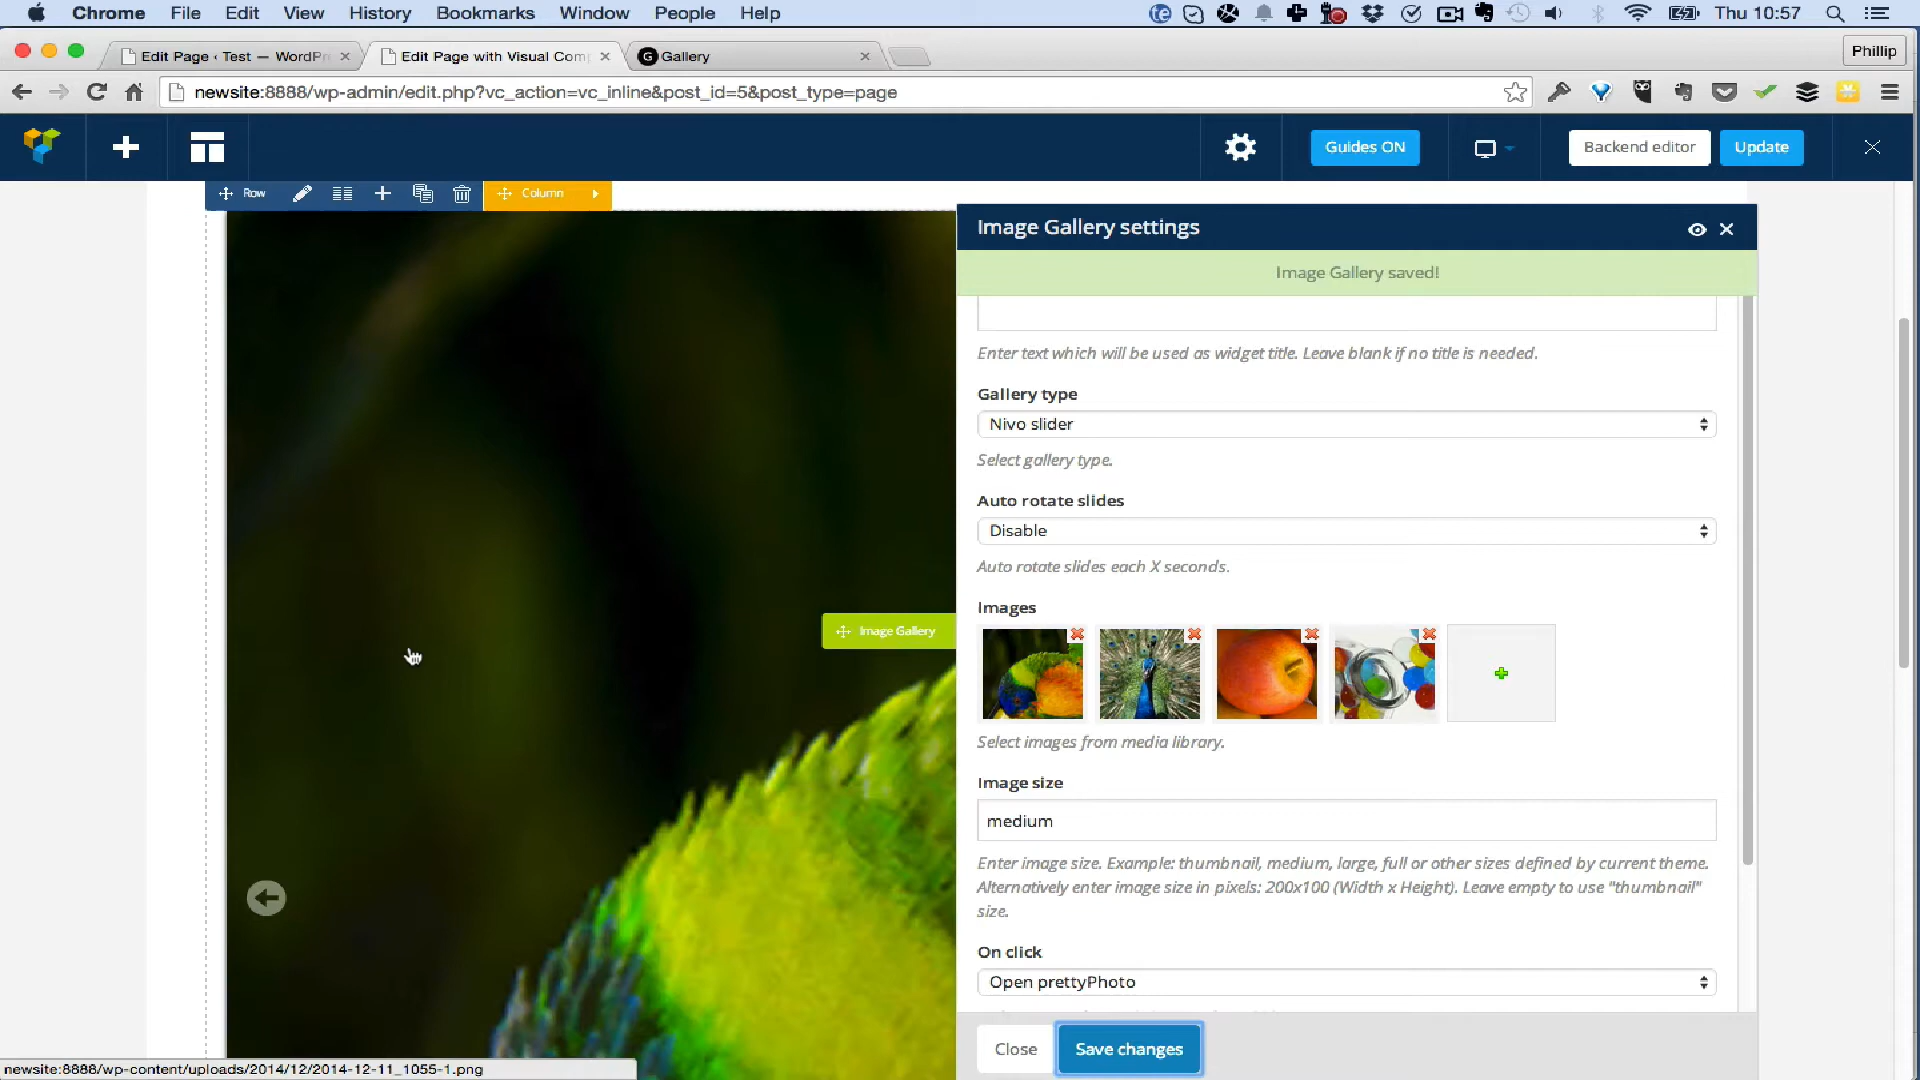 Chrome File Edit View History Bookmarks Window People Help Thu 10:57
Edit Page ‹ Test — WordPr Edit Page with Visual Com Gallery Phillip
newsite:8888/wp-admin/edit.php?vc_action=vc_inline&post_id=5&post_type=page
Guides ON Backend editor Update
Row Column
Image Gallery settings
Image Gallery saved!
Enter text which will be used as widget title. Leave blank if no title is needed.
Gallery type
Nivo slider
Select gallery type.
Auto rotate slides
Disable
Auto rotate slides each X seconds.
Images
Image Gallery
Select images from media library.
Image size
medium
Enter image size. Example: thumbnail, medium, large, full or other sizes defined by current theme.
Alternatively enter image size in pixels: 200x100 (Width x Height). Leave empty to use "thumbnail"
size.
On click
Open prettyPhoto
Close Save changes
newsite:8888/wp-content/uploads/2014/12/2014-12-11_1055-1.png